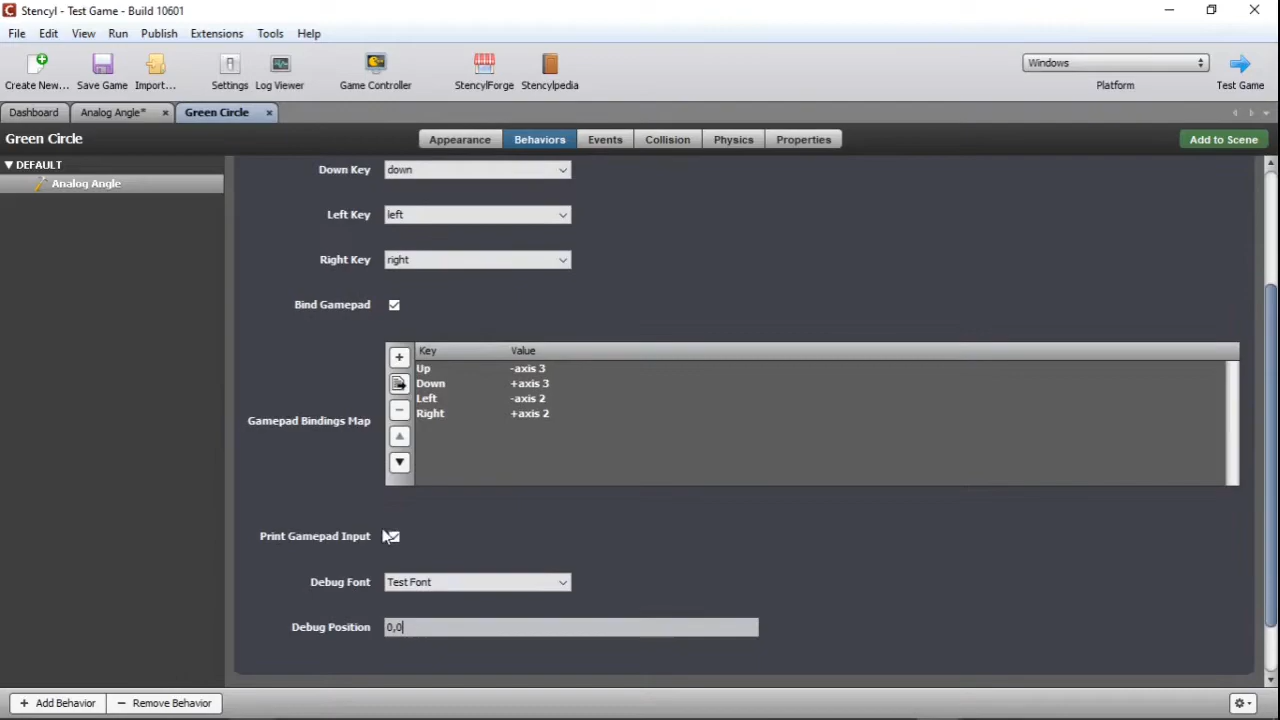 Stencyl - Test Game - Build 10601
File Edit View Run Publish Extensions Tools Help
Create New... Save Game Import... Settings Log Viewer Game Controller StencylForge Stencylpedia Windows Platform Test Game
Dashboard Analog Angle* × Green Circle ×
Green Circle Appearance Behaviors Events Collision Physics Properties Add to Scene
DEFAULT
Analog Angle
Down Key down
Left Key left
Right Key right
Bind Gamepad
Key Value
Up -axis 3
Down +axis 3
Left -axis 2
Right +axis 2
Gamepad Bindings Map
Print Gamepad Input
Debug Font Test Font
Debug Position 0,0
+ Add Behavior − Remove Behavior